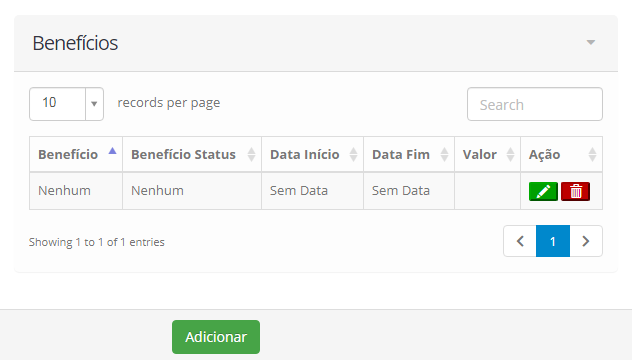 Benefícios
10 records per page Search
Benefício Benefício Status Data Início Data Fim Valor Ação
Nenhum Nenhum Sem Data Sem Data
Showing 1 to 1 of 1 entries 1
Adicionar